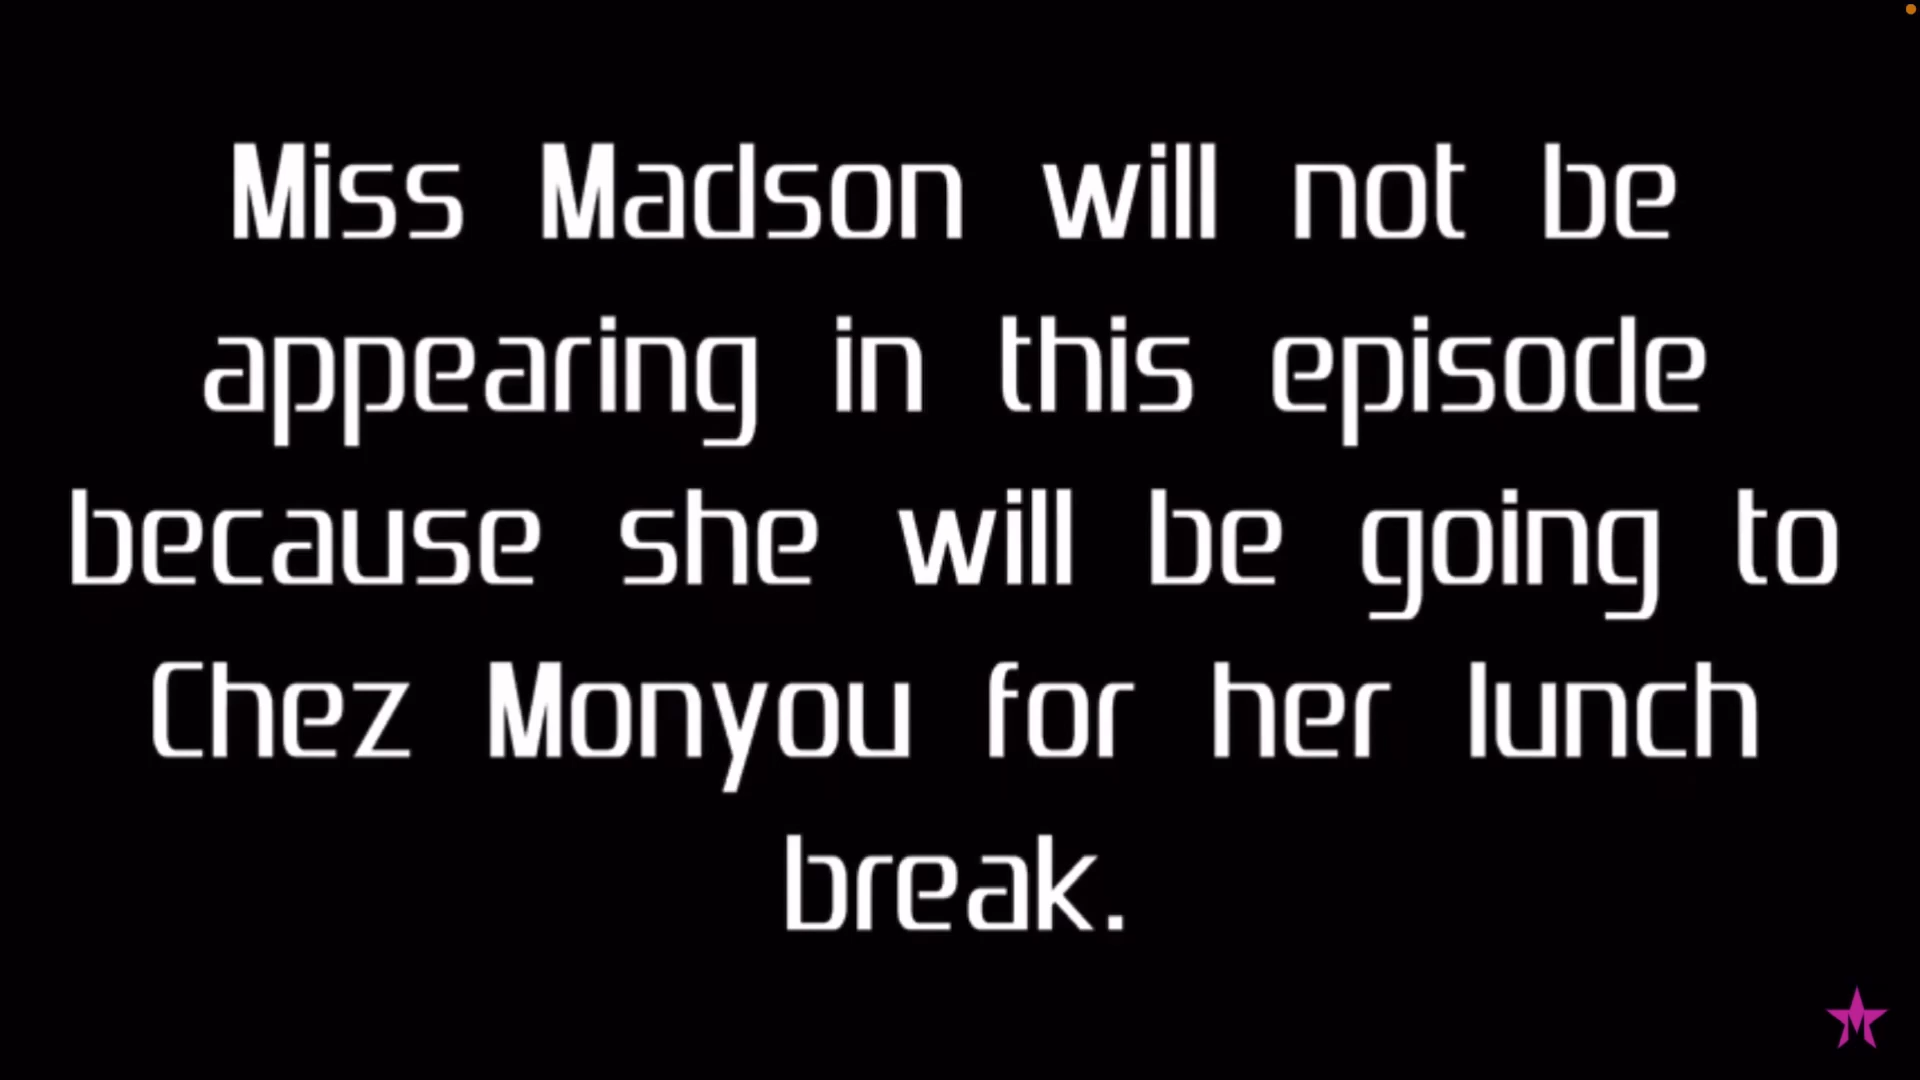 Miss Madson will not be
appearing in this episode
because she will be going to
Chez Monyou for her lunch
break.